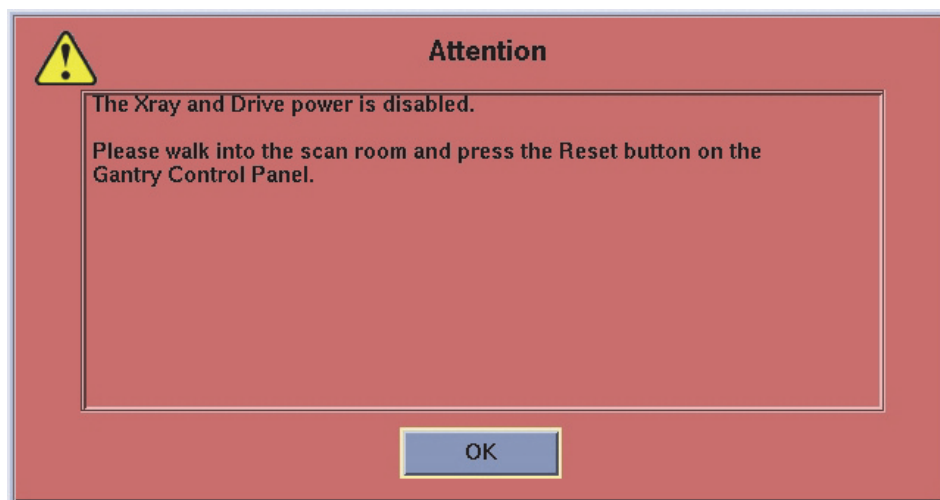 Attention
The Xray and Drive power is disabled.
Please walk into the scan room and press the Reset button on the
Gantry Control Panel.
OK